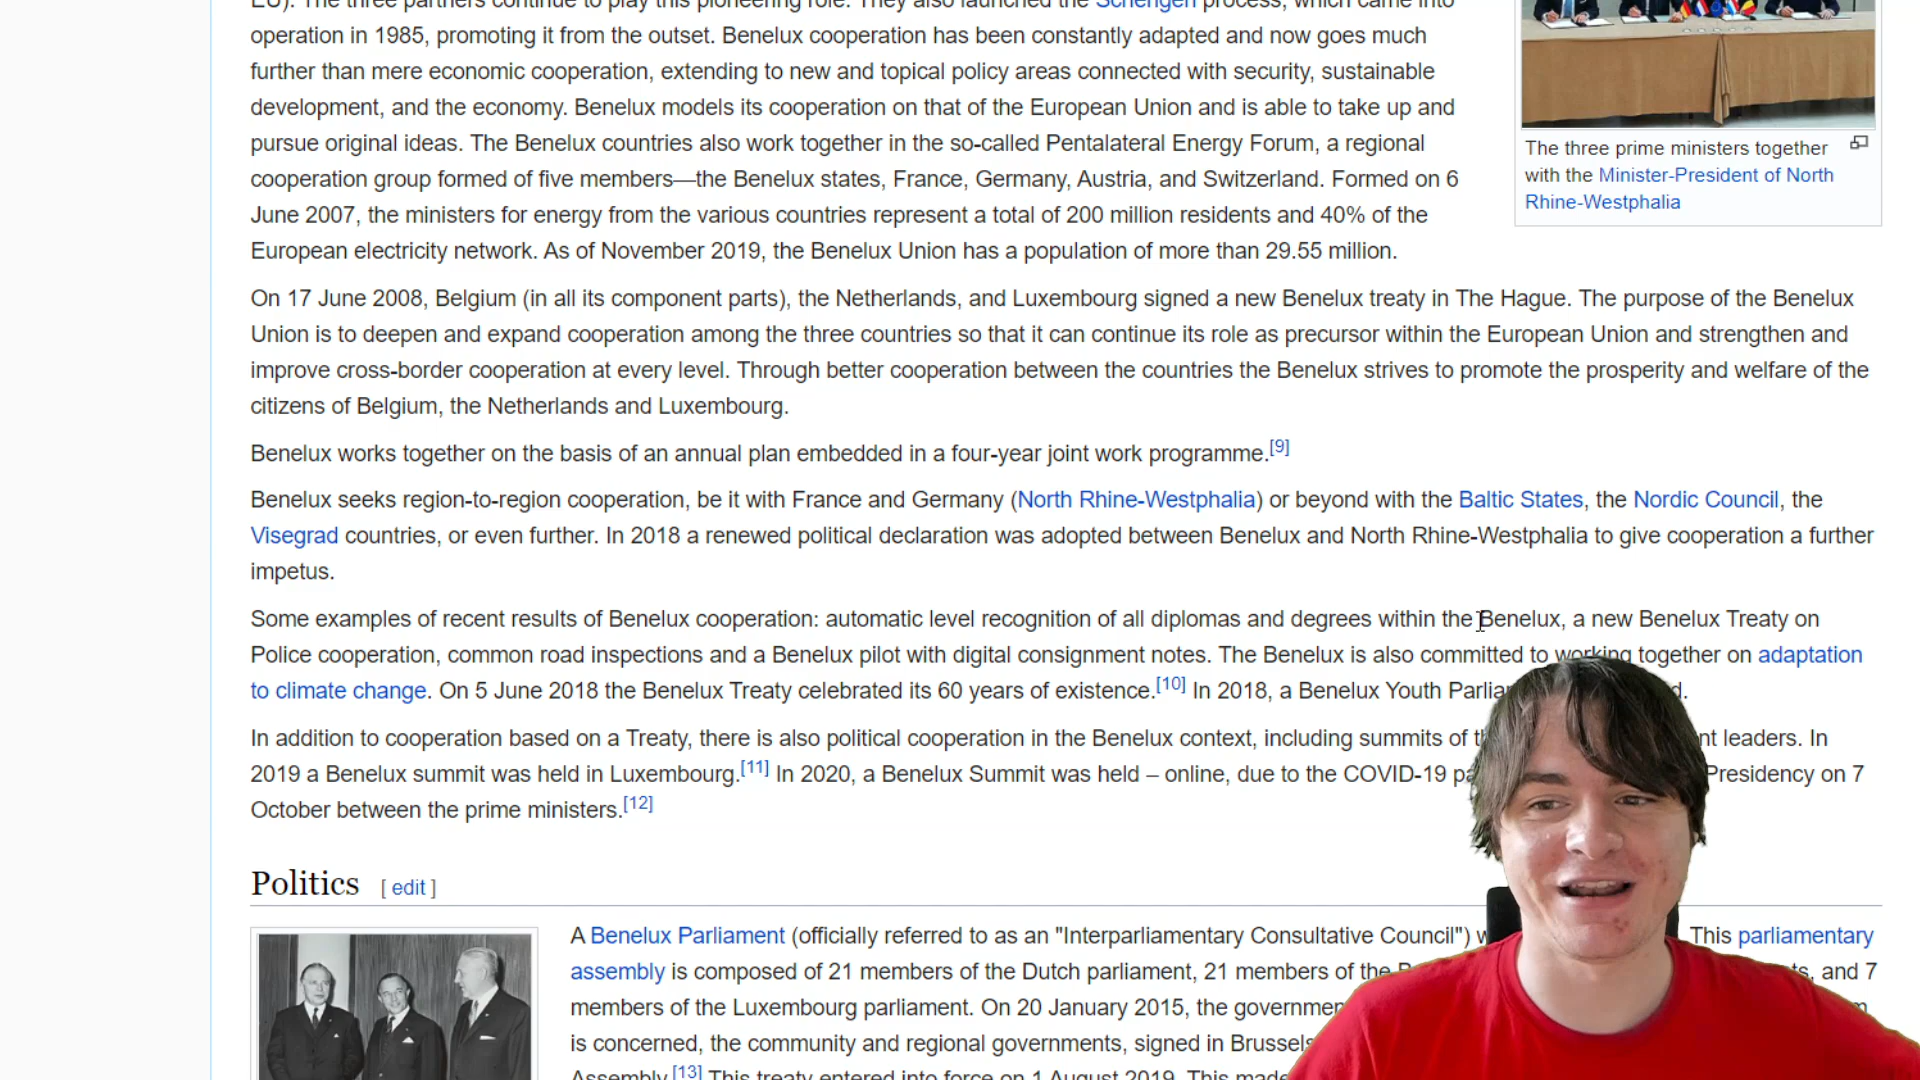 EU). The three partners continue to play this pioneering role. They also launched the Schengen process, which came into
operation in 1985, promoting it from the outset. Benelux cooperation has been constantly adapted and now goes much
further than mere economic cooperation, extending to new and topical policy areas connected with security, sustainable
development, and the economy. Benelux models its cooperation on that of the European Union and is able to take up and
pursue original ideas. The Benelux countries also work together in the so-called Pentalateral Energy Forum, a regional
cooperation group formed of five members—the Benelux states, France, Germany, Austria, and Switzerland. Formed on 6
June 2007, the ministers for energy from the various countries represent a total of 200 million residents and 40% of the
European electricity network. As of November 2019, the Benelux Union has a population of more than 29.55 million.
The three prime ministers together
with the Minister-President of North
Rhine-Westphalia
On 17 June 2008, Belgium (in all its component parts), the Netherlands, and Luxembourg signed a new Benelux treaty in The Hague. The purpose of the Benelux
Union is to deepen and expand cooperation among the three countries so that it can continue its role as precursor within the European Union and strengthen and
improve cross-border cooperation at every level. Through better cooperation between the countries the Benelux strives to promote the prosperity and welfare of the
citizens of Belgium, the Netherlands and Luxembourg.
Benelux works together on the basis of an annual plan embedded in a four-year joint work programme.[9]
Benelux seeks region-to-region cooperation, be it with France and Germany (North Rhine-Westphalia) or beyond with the Baltic States, the Nordic Council, the
Visegrad countries, or even further. In 2018 a renewed political declaration was adopted between Benelux and North Rhine-Westphalia to give cooperation a further
impetus.
Some examples of recent results of Benelux cooperation: automatic level recognition of all diplomas and degrees within the Benelux, a new Benelux Treaty on
Police cooperation, common road inspections and a Benelux pilot with digital consignment notes. The Benelux is also committed to working together on adaptation
to climate change. On 5 June 2018 the Benelux Treaty celebrated its 60 years of existence.[10] In 2018, a Benelux Youth
In addition to cooperation based on a Treaty, there is also political cooperation in the Benelux context, including summits of leaders. In
2019 a Benelux summit was held in Luxembourg.[11] In 2020, a Benelux Summit was held – online, due to the COVID-19 Presidency on 7
October between the prime ministers.[12]
Politics [ edit ]
A Benelux Parliament (officially referred to as an "Interparliamentary Consultative Council") This parliamentary
assembly is composed of 21 members of the Dutch parliament, 21 members of the and 7
members of the Luxembourg parliament. On 20 January 2015, the
is concerned, the community and regional governments, signed in Brussels
Assembly.[13] This treaty entered into force on 1 August 2019. This